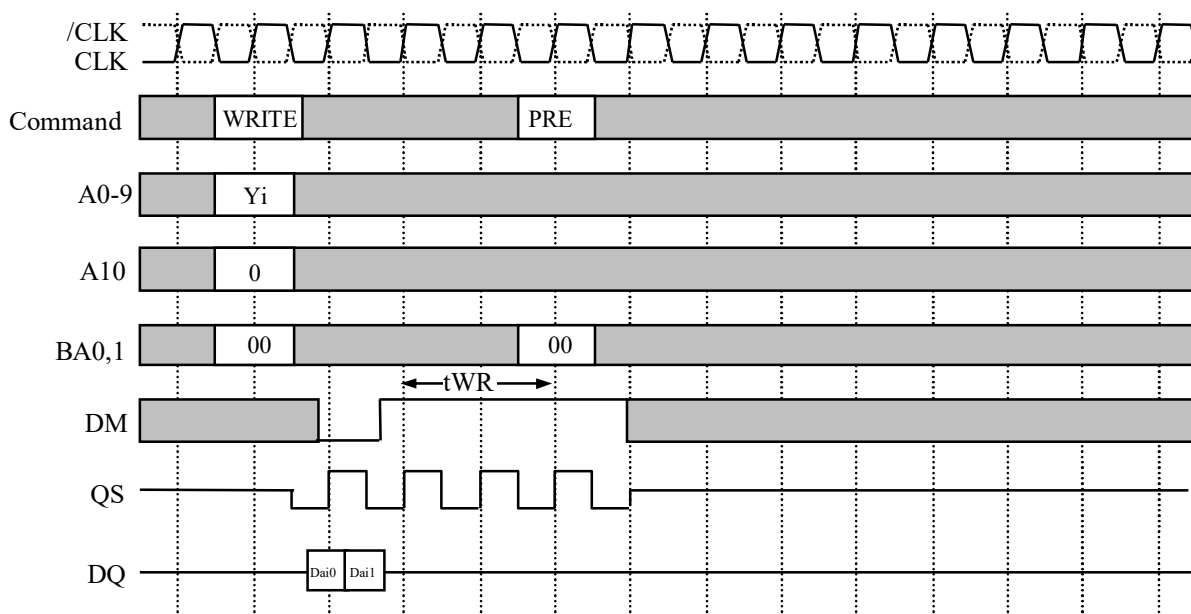 /CLK
CLK
Command WRITE PRE
A0-9 Yi
A10 0
BA0,1 00 00
tWR
DM
QS
DQ Dai0 Dai1